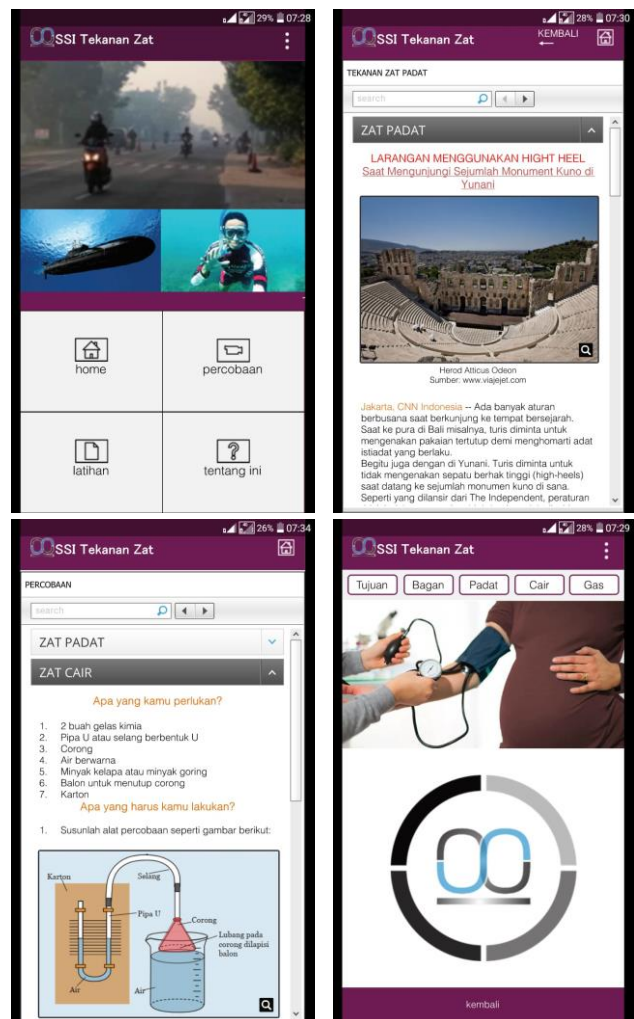 29% 07:28
SSI Tekanan Zat
home
percobaan
latihan
tentang ini
28% 07:30
SSI Tekanan Zat
KEMBALI
TEKANAN ZAT PADAT
search
ZAT PADAT
LARANGAN MENGGUNAKAN HIGHT HEEL
Saat Mengunjungi Sejumlah Monument Kuno di
Yunani
Herod Atticus Odeon
Sumber: www.viajejet.com
Jakarta, CNN Indonesia -- Ada banyak aturan
berbusana saat berkunjung ke tempat bersejarah.
Saat ke pura di Bali misalnya, turis diminta untuk
mengenakan pakaian tertutup demi menghomarti adat
istiadat yang berlaku.
Begitu juga dengan di Yunani. Turis diminta untuk
tidak mengenakan sepatu berhak tinggi (high-heels)
saat datang ke sejumlah monumen kuno di sana.
Seperti yang dilansir dari The Independent, peraturan
26% 07:34
SSI Tekanan Zat
PERCOBAAN
search
ZAT PADAT
ZAT CAIR
Apa yang kamu perlukan?
1. 2 buah gelas kimia
2. Pipa U atau selang berbentuk U
3. Corong
4. Air berwarna
5. Minyak kelapa atau minyak goring
6. Balon untuk menutup corong
7. Karton
Apa yang harus kamu lakukan?
1. Susunlah alat percobaan seperti gambar berikut:
Karton
Selang
Pipa U
Corong
Lubang pada
corong dilapisi
balon
Air
Air
28% 07:29
SSI Tekanan Zat
Tujuan
Bagan
Padat
Cair
Gas
kembali